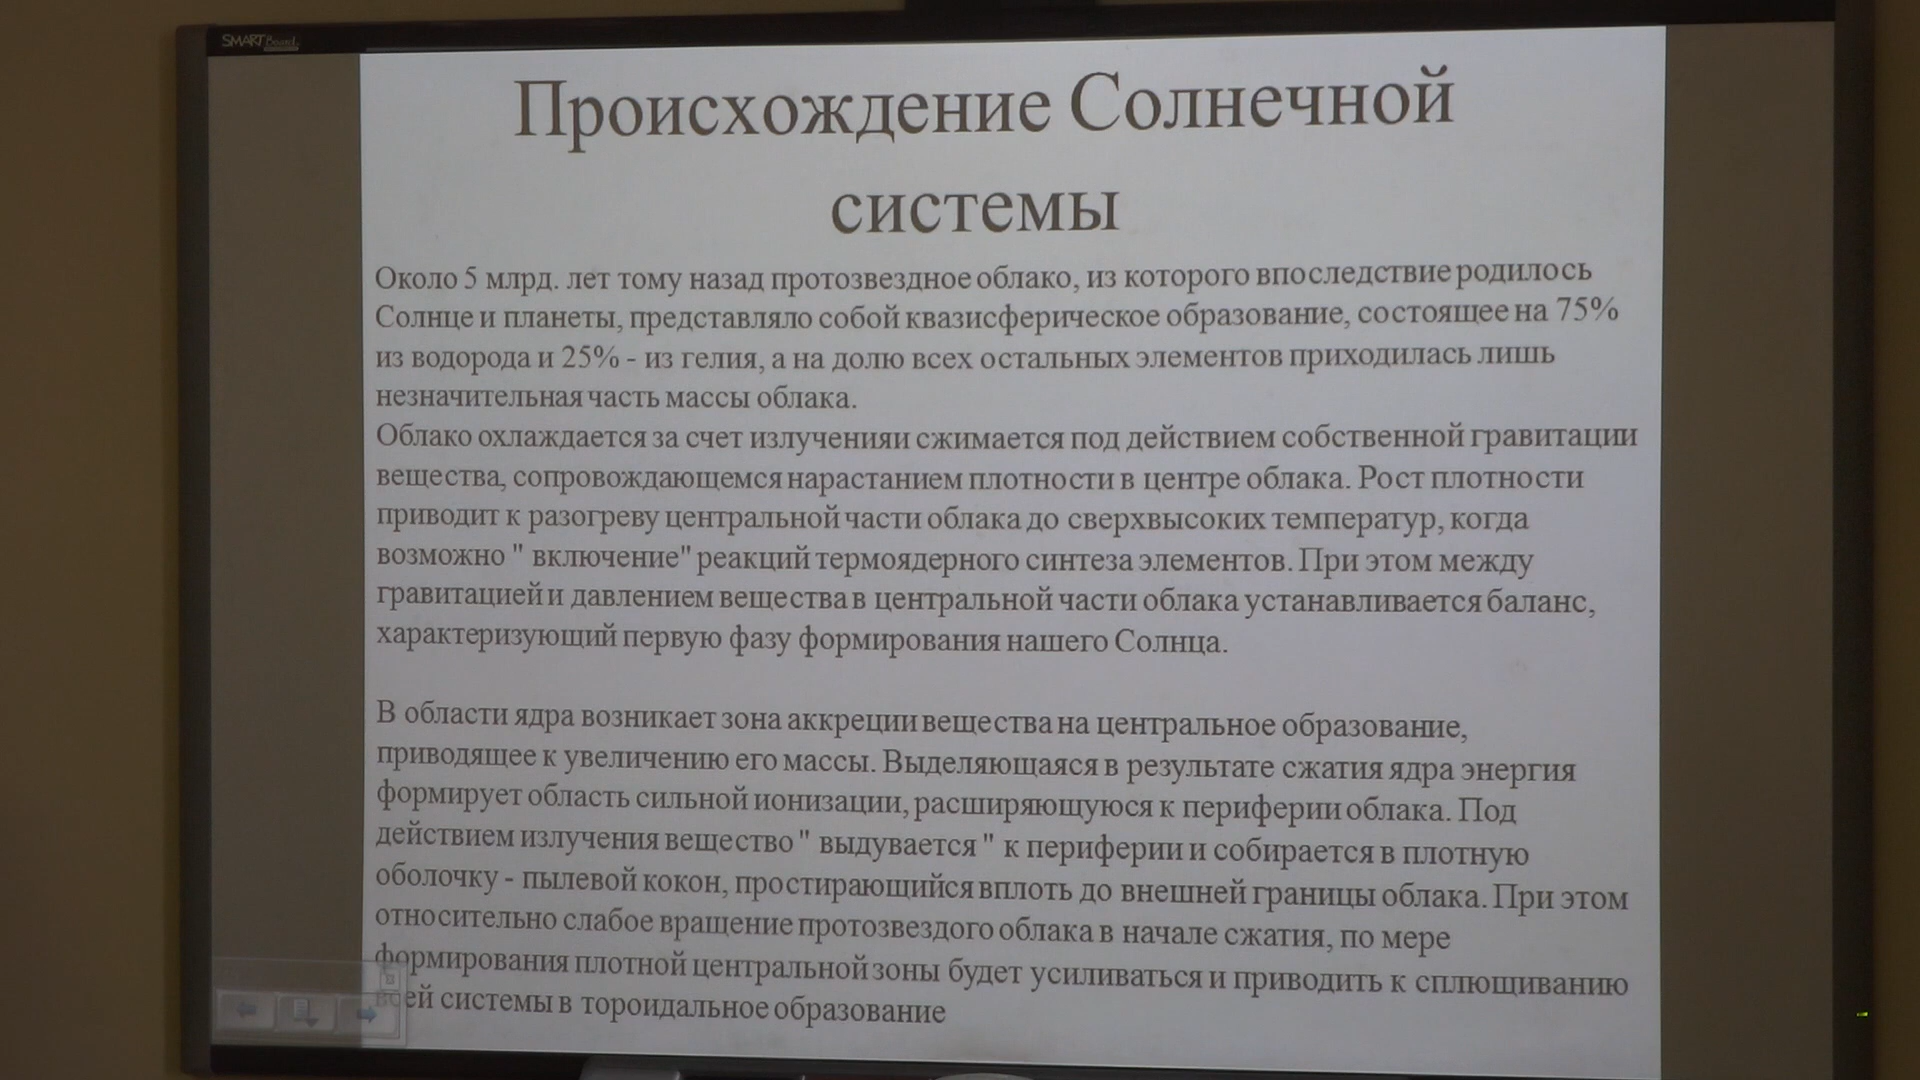 SMART Board
Происхождение Солнечной
системы
Около 5 млрд. лет тому назад протозвездное облако, из которого впоследствие родилось
Солнце и планеты, представляло собой квазисферическое образование, состоящее на 75%
из водорода и 25% - из гелия, а на долю всех остальных элементов приходилась лишь
незначительная часть массы облака.
Облако охлаждается за счет излученияи сжимается под действием собственной гравитации
вещества, сопровождающемся нарастанием плотности в центре облака. Рост плотности
приводит к разогреву центральной части облака до сверхвысоких температур, когда
возможно " включение" реакций термоядерного синтеза элементов. При этом между
гравитацией и давлением вещества в центральной части облака устанавливается баланс,
характеризующий первую фазу формирования нашего Солнца.
В области ядра возникает зона аккреции вещества на центральное образование,
приводящее к увеличению его массы. Выделяющаяся в результате сжатия ядра энергия
формирует область сильной ионизации, расширяющуюся к периферии облака. Под
действием излучения вещество " выдувается " к периферии и собирается в плотную
оболочку - пылевой кокон, простирающийся вплоть до внешней границы облака. При этом
относительно слабое вращение протозвездого облака в начале сжатия, по мере
формирования плотной центральной зоны будет усиливаться и приводить к сплющиванию
всей системы в тороидальное образование